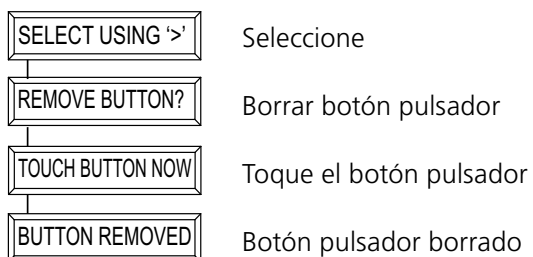 SELECT USING ‘>’ Seleccione
REMOVE BUTTON? Borrar botón pulsador
TOUCH BUTTON NOW Toque el botón pulsador
BUTTON REMOVED Botón pulsador borrado